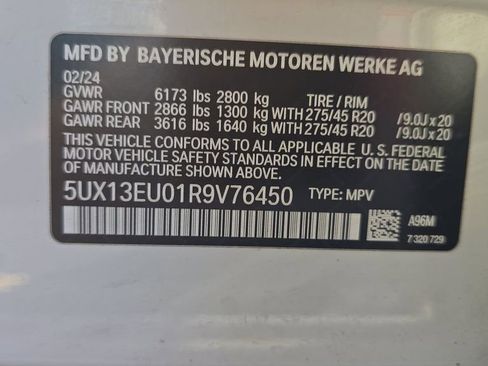 MFD BY BAYERISCHE MOTOREN WERKE AG
02/24
GVWR 6173 lbs 2800 kg TIRE / RIM
GAWR FRONT 2866 lbs 1300 kg WITH 275/45 R20 /9.0J x 20
GAWR REAR 3616 lbs 1640 kg WITH 275/45 R20 /9.0J x 20
THIS VEHICLE CONFORMS TO ALL APPLICABLE U. S. FEDERAL
MOTOR VEHICLE SAFETY STANDARDS IN EFFECT ON THE
DATE OF MANUFACTURE SHOWN ABOVE.
5UX13EU01R9V76450 TYPE: MPV
A96M
7 320 729